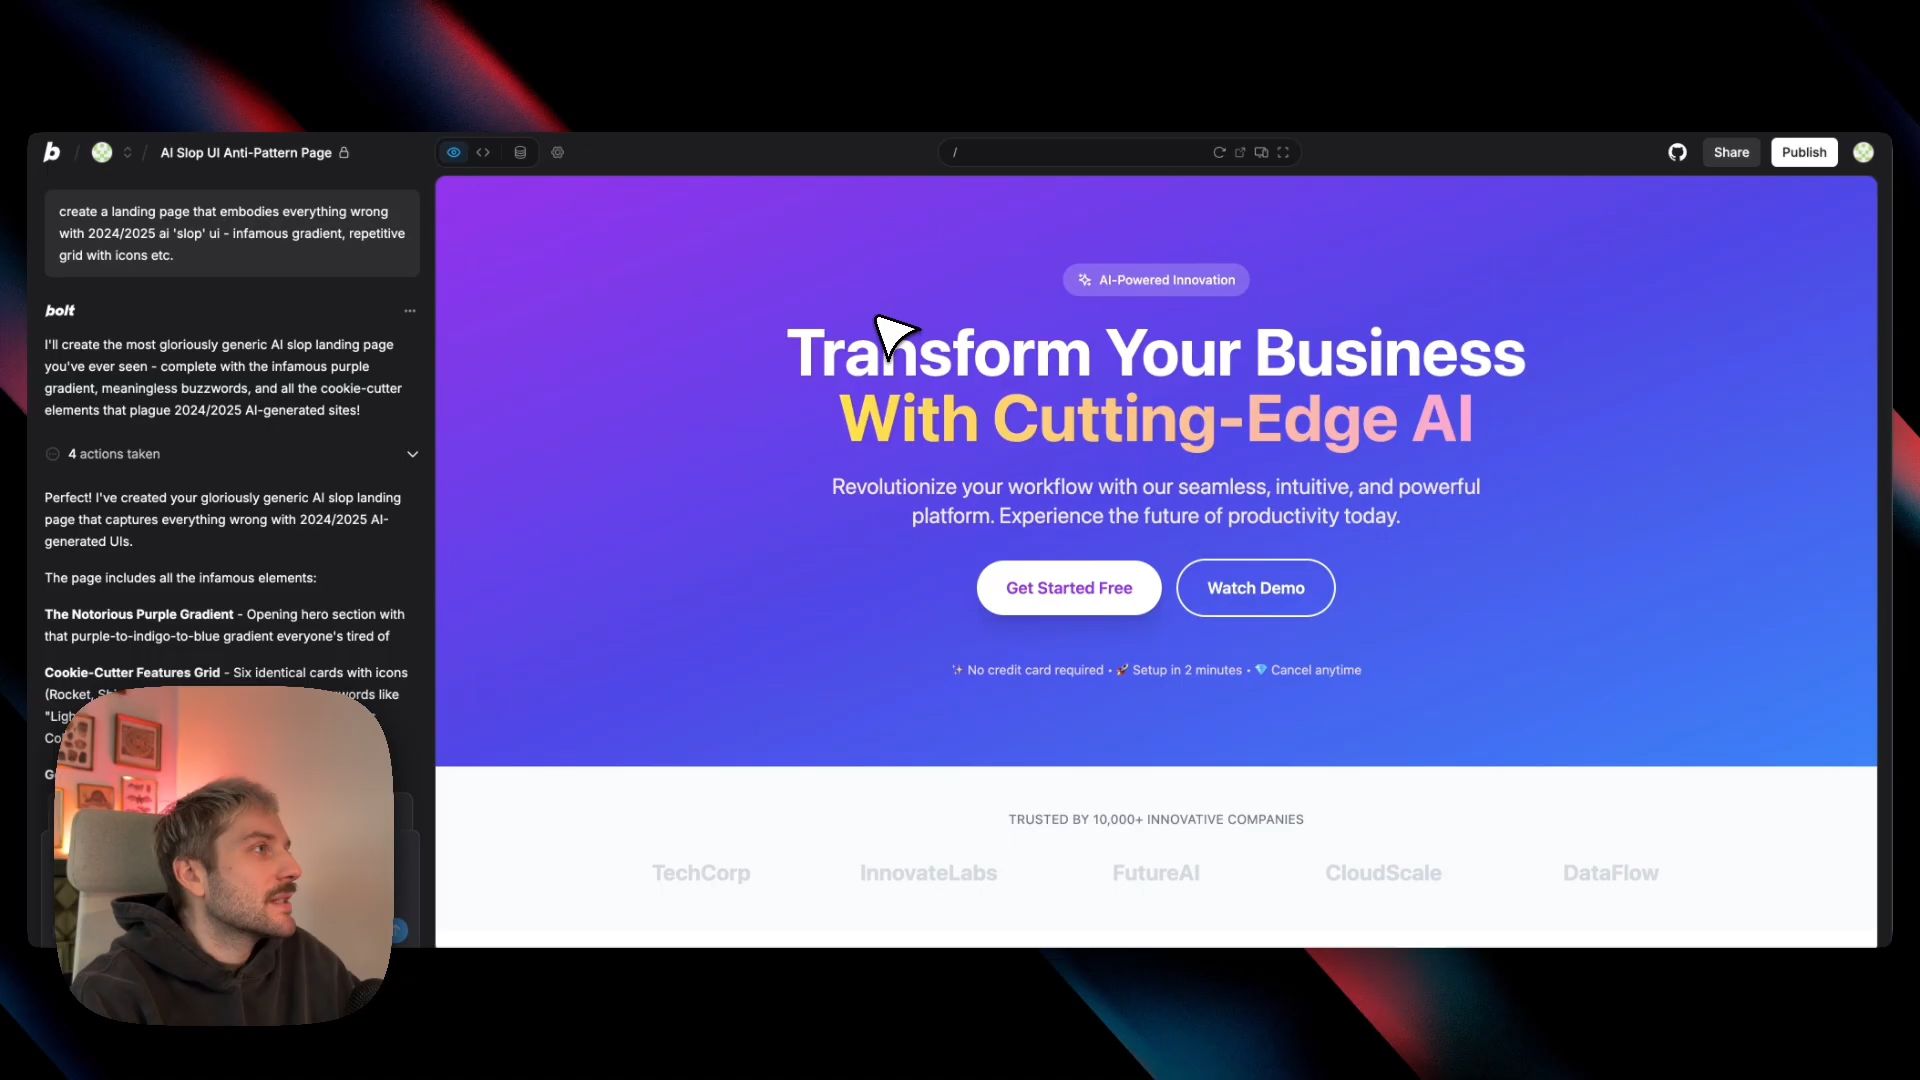 b / / AI Slop UI Anti-Pattern Page
/
Share
Publish
create a landing page that embodies everything wrong
with 2024/2025 ai 'slop' ui - infamous gradient, repetitive
grid with icons etc.
bolt
I'll create the most gloriously generic AI slop landing page
you've ever seen - complete with the infamous purple
gradient, meaningless buzzwords, and all the cookie-cutter
elements that plague 2024/2025 AI-generated sites!
4 actions taken
Perfect! I've created your gloriously generic AI slop landing
page that captures everything wrong with 2024/2025 AI-
generated UIs.
The page includes all the infamous elements:
The Notorious Purple Gradient - Opening hero section with
that purple-to-indigo-to-blue gradient everyone's tired of
Cookie-Cutter Features Grid - Six identical cards with icons
(Rocket, like
AI-Powered Innovation
Transform Your Business
With Cutting-Edge AI
Revolutionize your workflow with our seamless, intuitive, and powerful
platform. Experience the future of productivity today.
Get Started Free
Watch Demo
✨ No credit card required • 🚀 Setup in 2 minutes • 💎 Cancel anytime
TRUSTED BY 10,000+ INNOVATIVE COMPANIES
TechCorp
InnovateLabs
FutureAI
CloudScale
DataFlow